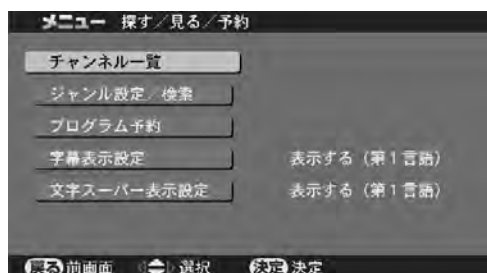 メニュー 探す／見る／予約
チャンネル一覧
ジャンル設定／検索
プログラム予約
字幕表示設定 表示する（第１言語）
文字スーパー表示設定 表示する（第１言語）
戻る 前画面 選択 決定 決定